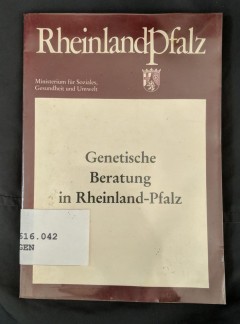 RheinlandPfalz
Ministerium für Soziales,
Gesundheit und Umwelt
Genetische
Beratung
in Rheinland-Pfalz
616.042
GEN